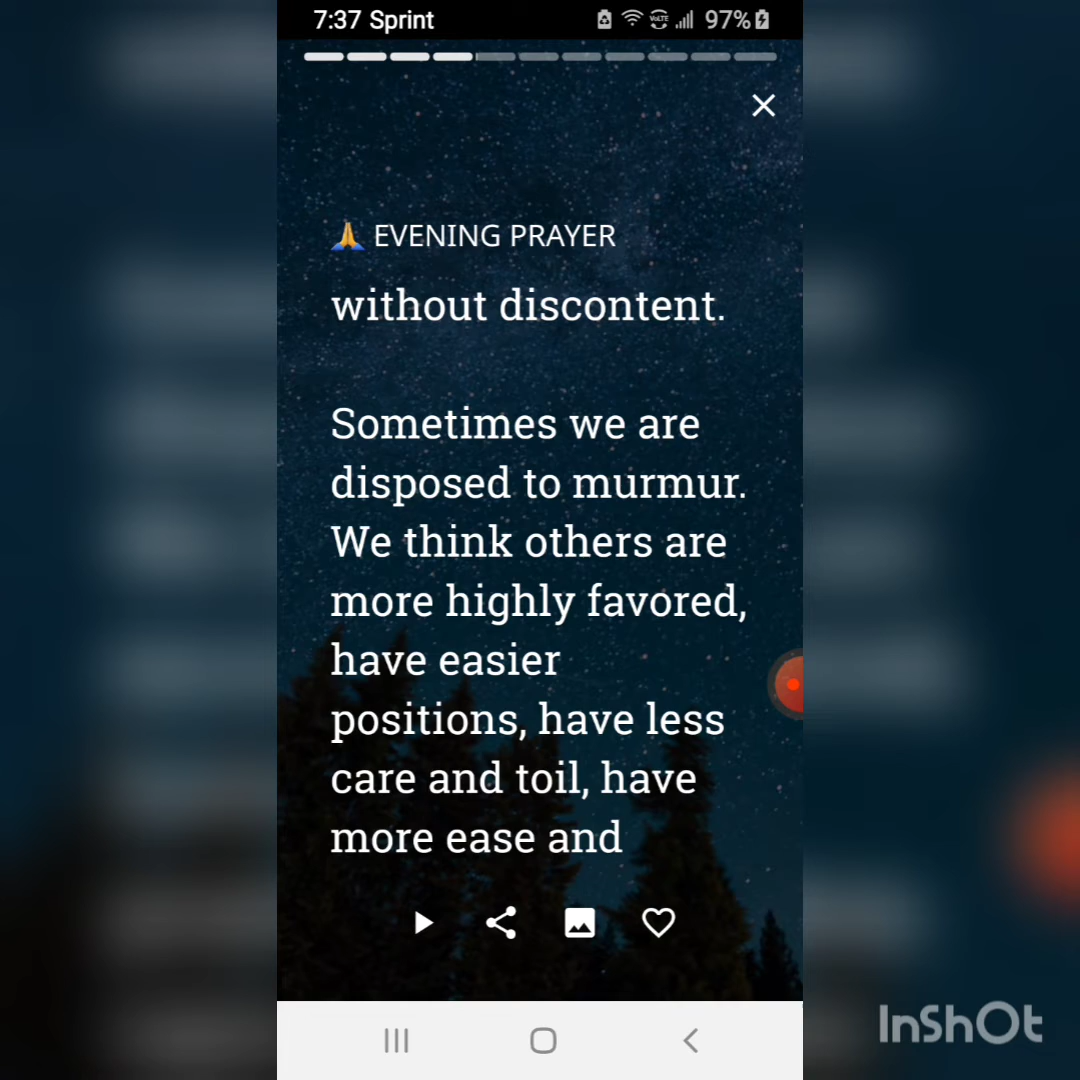 7:37 Sprint 97%
EVENING PRAYER
without discontent.
Sometimes we are
disposed to murmur.
We think others are
more highly favored,
have easier
positions, have less
care and toil, have
more ease and
InShOt